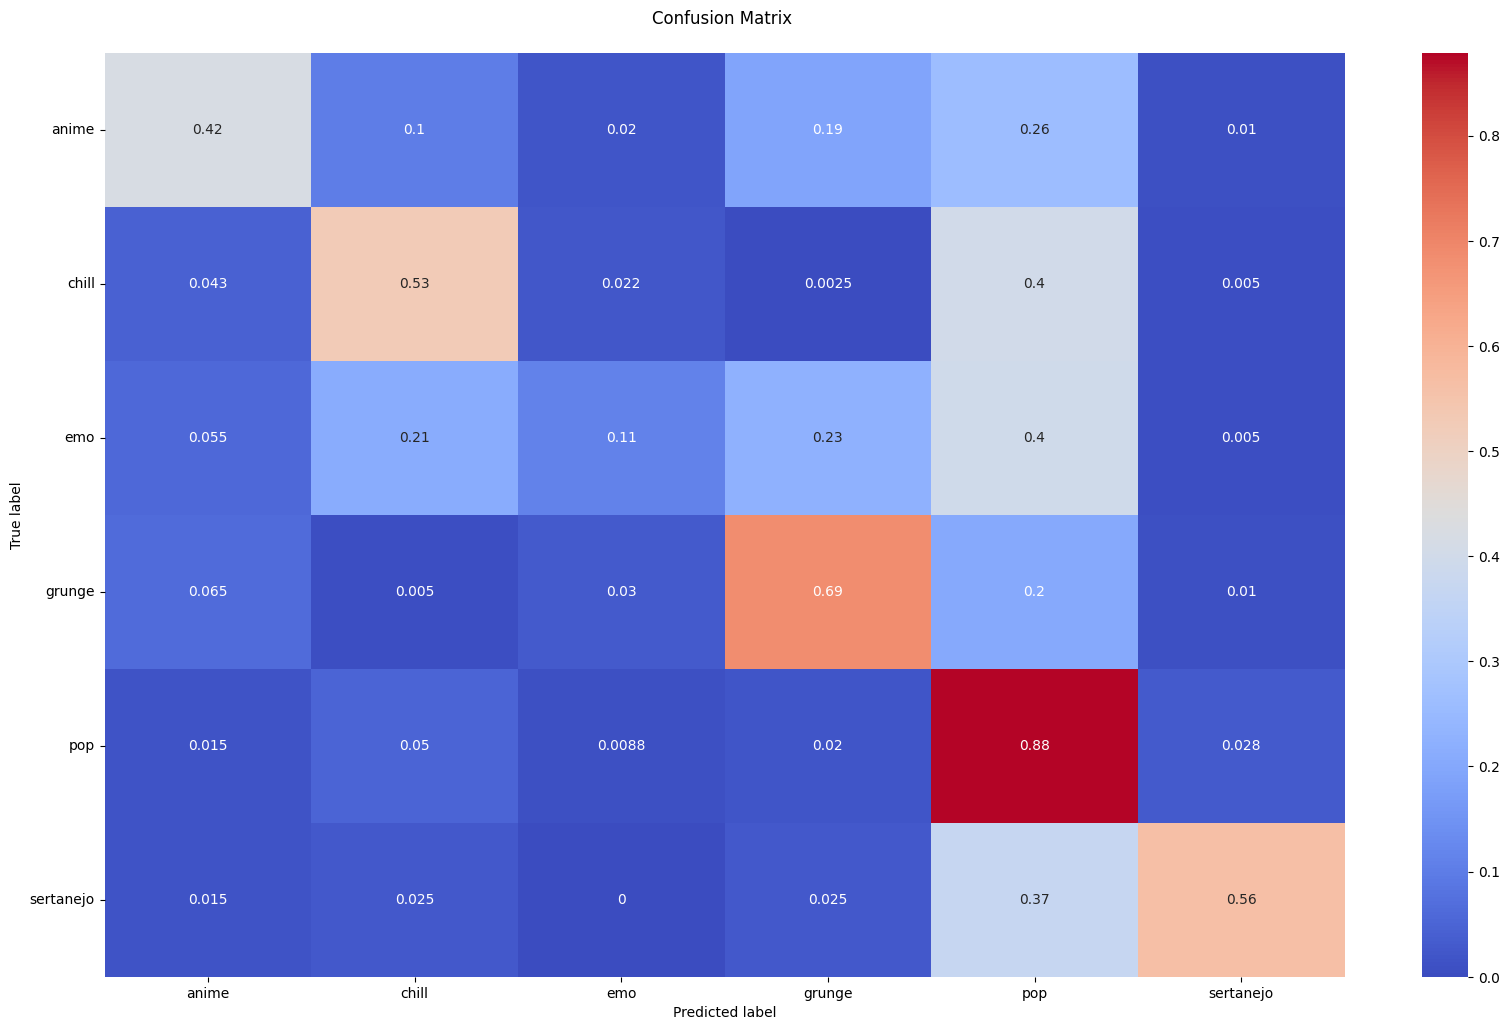 Confusion Matrix
anime 0.42 0.1 0.02 0.19 0.26 0.01
chill 0.043 0.53 0.022 0.0025 0.4 0.005
emo 0.055 0.21 0.11 0.23 0.4 0.005
grunge 0.065 0.005 0.03 0.69 0.2 0.01
pop 0.015 0.05 0.0088 0.02 0.88 0.028
sertanejo 0.015 0.025 0 0.025 0.37 0.56
anime chill emo grunge pop sertanejo
Predicted label
True label
0.8
0.7
0.6
0.5
0.4
0.3
0.2
0.1
0.0